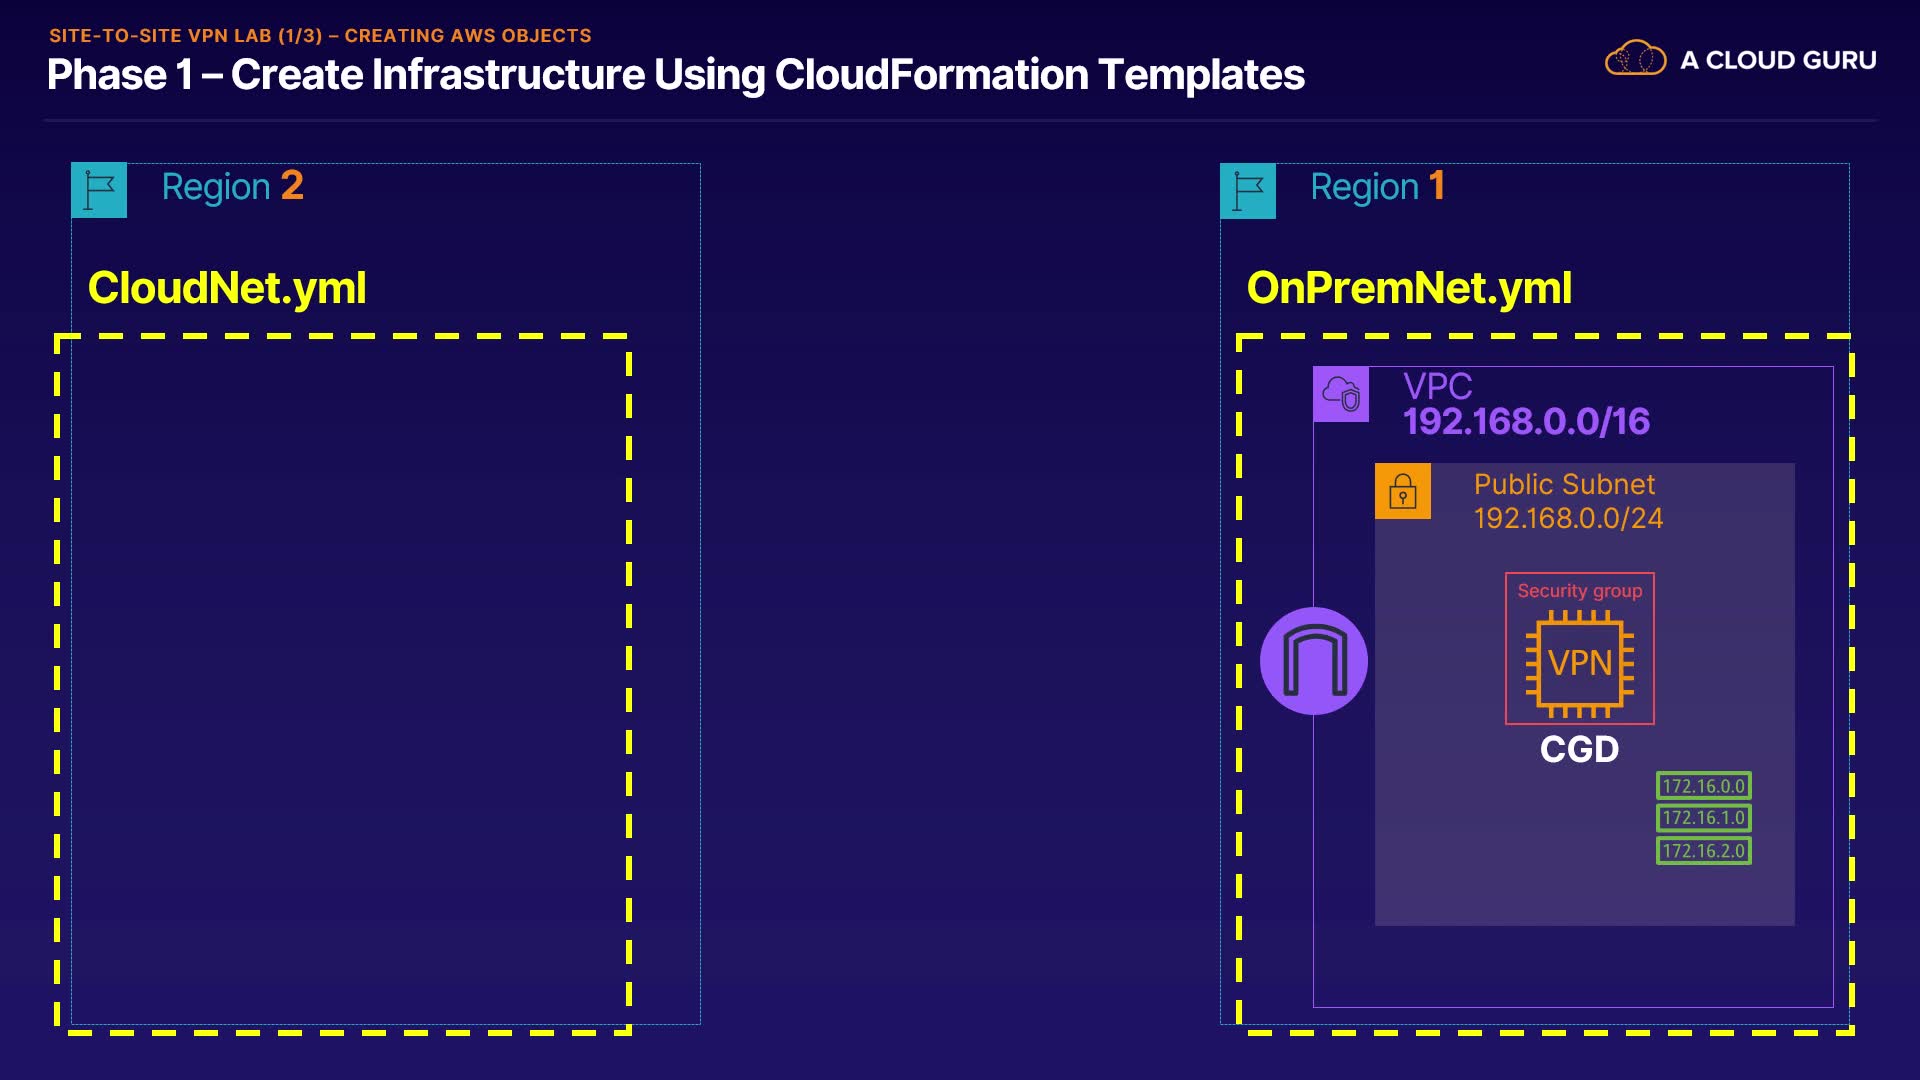 SITE-TO-SITE VPN LAB (1/3) – CREATING AWS OBJECTS
Phase 1 – Create Infrastructure Using CloudFormation Templates
A CLOUD GURU
Region 2
CloudNet.yml
Region 1
OnPremNet.yml
VPC
192.168.0.0/16
Public Subnet
192.168.0.0/24
Security group
VPN
CGD
172.16.0.0
172.16.1.0
172.16.2.0